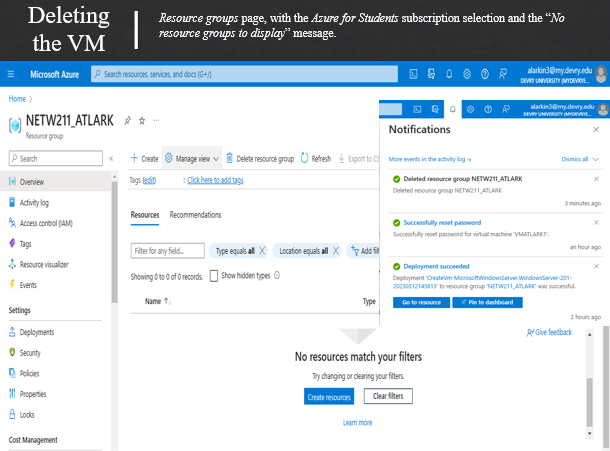 Deleting
the VM
Resource groups page, with the Azure for Students subscription selection and the “No
resource groups to display” message.
Microsoft Azure
Search resources, services, and docs (G+/)
alarkin3@my.devry.edu
DEVRY UNIVERSITY (MYDEVRYE...
Home >
NETW211_ATLARK
Resource group
Search
«
Overview
Activity log
Access control (IAM)
Tags
Resource visualizer
Events
Settings
Deployments
Security
Policies
Properties
Locks
Cost Management
+ Create
Manage view
Delete resource group
Refresh
Export to CS
Tags (edit) : Click here to add tags
Resources
Recommendations
Filter for any field...
Type equals all
Location equals all
Add filt
Showing 0 to 0 of 0 records.
Show hidden types
Name ↑↓
Type
No resources match your filters
Try changing or clearing your filters.
Create resources
Clear filters
Learn more
Give feedback
alarkin3@my.devry.edu
DEVRY UNIVERSITY (MYDEVRYE...
Notifications
More events in the activity log →
Dismiss all
Deleted resource group NETW211_ATLARK
Deleted resource group NETW211_ATLARK
3 minutes ago
Successfully reset password
Successfully reset password for virtual machine 'VMATLARK1'.
an hour ago
Deployment succeeded
Deployment 'CreateVm-MicrosoftWindowsServer.WindowsServer-201-
20230312145813' to resource group 'NETW211_ATLARK' was successful.
Go to resource
Pin to dashboard
2 hours ago